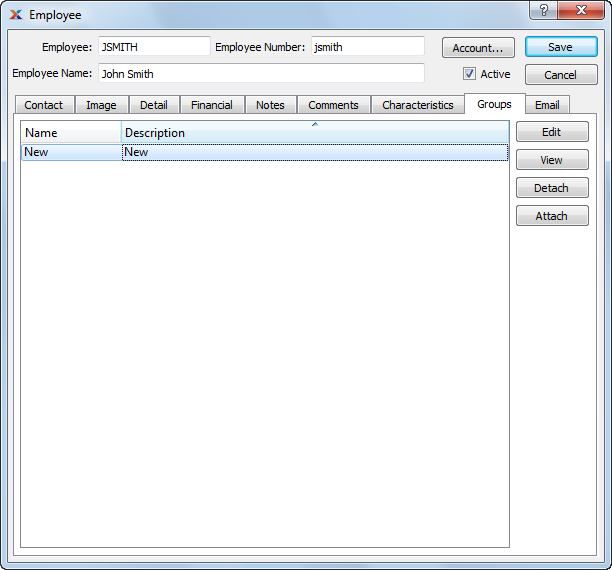 Employee
?
Employee: JSMITH Employee Number: jsmith Account... Save
Employee Name: John Smith Active Cancel
Contact Image Detail Financial Notes Comments Characteristics Groups Email
Name Description Edit
New New View
Detach
Attach